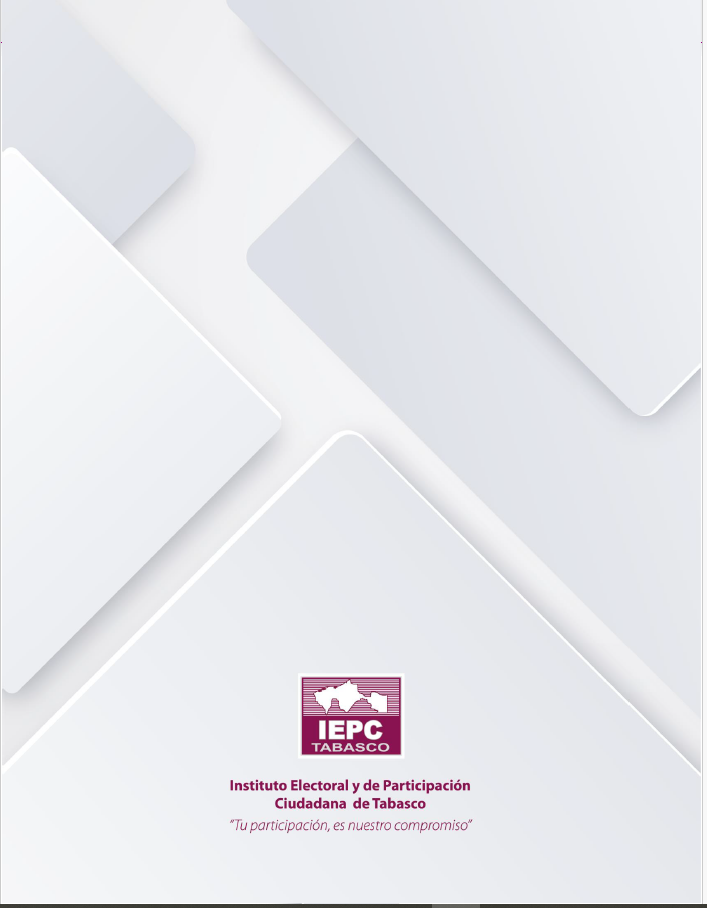 IEPC
TABASCO
Instituto Electoral y de Participación
Ciudadana de Tabasco
“Tu participación, es nuestro compromiso”